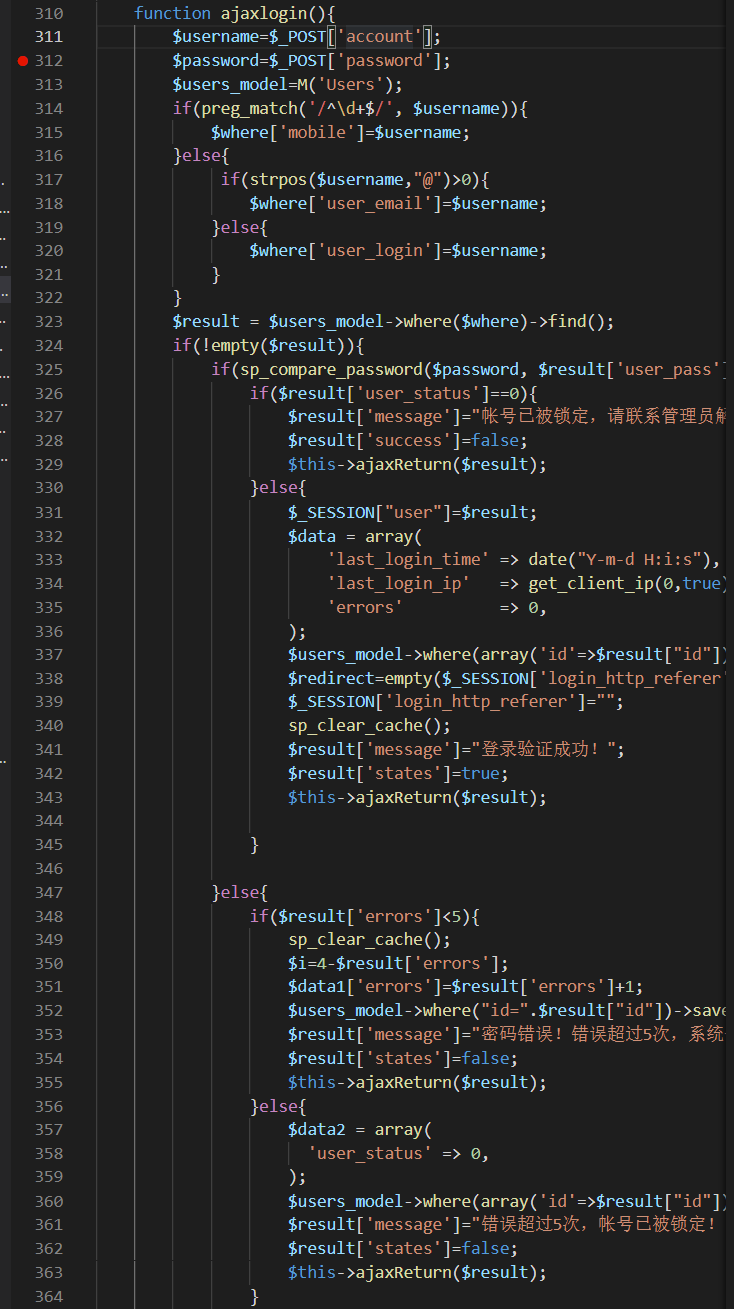 310 function ajaxlogin(){
311 $username=$_POST['account'];
312 $password=$_POST['password'];
313 $users_model=M('Users');
314 if(preg_match('/^\d+$/', $username)){
315 $where['mobile']=$username;
316 }else{
317 if(strpos($username,"@")>0){
318 $where['user_email']=$username;
319 }else{
320 $where['user_login']=$username;
321 }
322 }
323 $result = $users_model->where($where)->find();
324 if(!empty($result)){
325 if(sp_compare_password($password, $result['user_pass']
326 if($result['user_status']==0){
327 $result['message']="帐号已被锁定，请联系管理员解
328 $result['success']=false;
329 $this->ajaxReturn($result);
330 }else{
331 $_SESSION["user"]=$result;
332 $data = array(
333 'last_login_time' => date("Y-m-d H:i:s"),
334 'last_login_ip' => get_client_ip(0,true)
335 'errors' => 0,
336 );
337 $users_model->where(array('id'=>$result["id"])
338 $redirect=empty($_SESSION['login_http_referer'
339 $_SESSION['login_http_referer']="";
340 sp_clear_cache();
341 $result['message']="登录验证成功！";
342 $result['states']=true;
343 $this->ajaxReturn($result);
344
345 }
346
347 }else{
348 if($result['errors']<5){
349 sp_clear_cache();
350 $i=4-$result['errors'];
351 $data1['errors']=$result['errors']+1;
352 $users_model->where("id=".$result["id"])->save
353 $result['message']="密码错误！错误超过5次，系统
354 $result['states']=false;
355 $this->ajaxReturn($result);
356 }else{
357 $data2 = array(
358 'user_status' => 0,
359 );
360 $users_model->where(array('id'=>$result["id"])
361 $result['message']="错误超过5次，帐号已被锁定！
362 $result['states']=false;
363 $this->ajaxReturn($result);
364 }